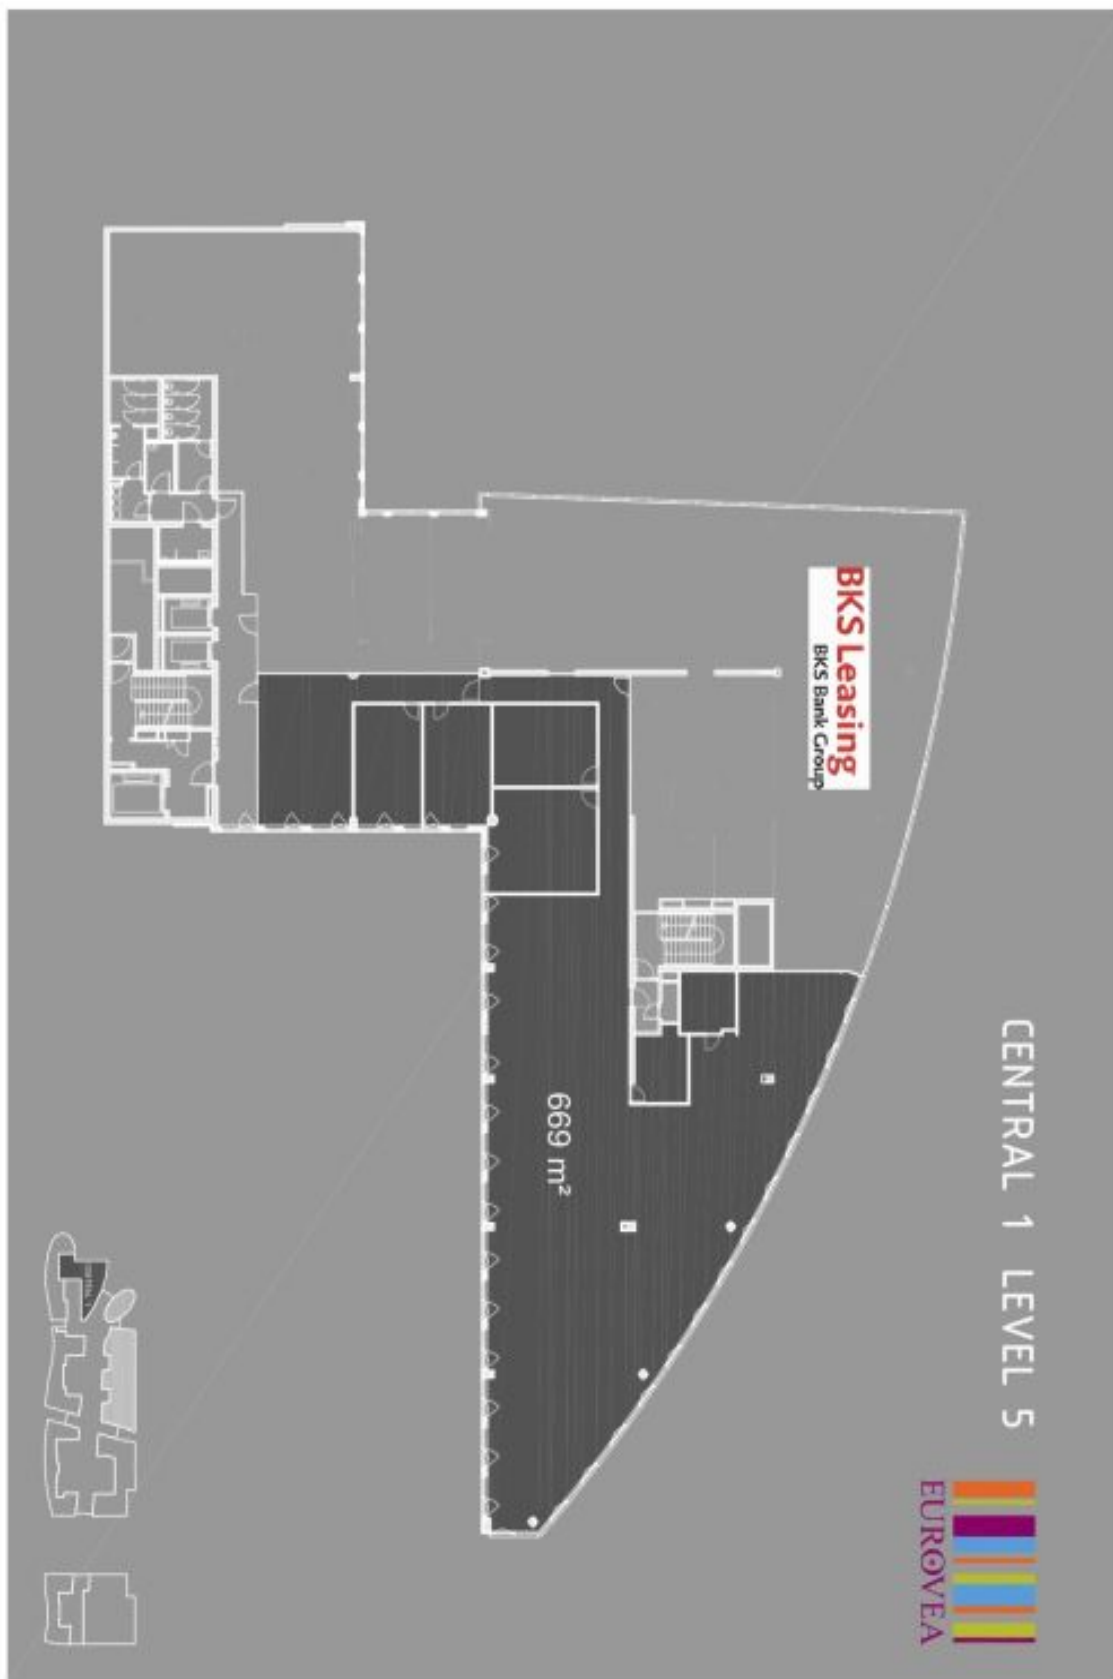 CENTRAL 1 LEVEL 5
EUROVEA
BKS Leasing
BKS Bank Group
669 m²